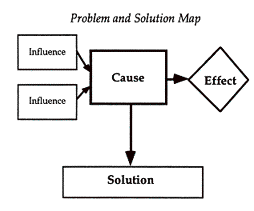 Problem and Solution Map
Influence
Cause
Effect
Influence
Solution